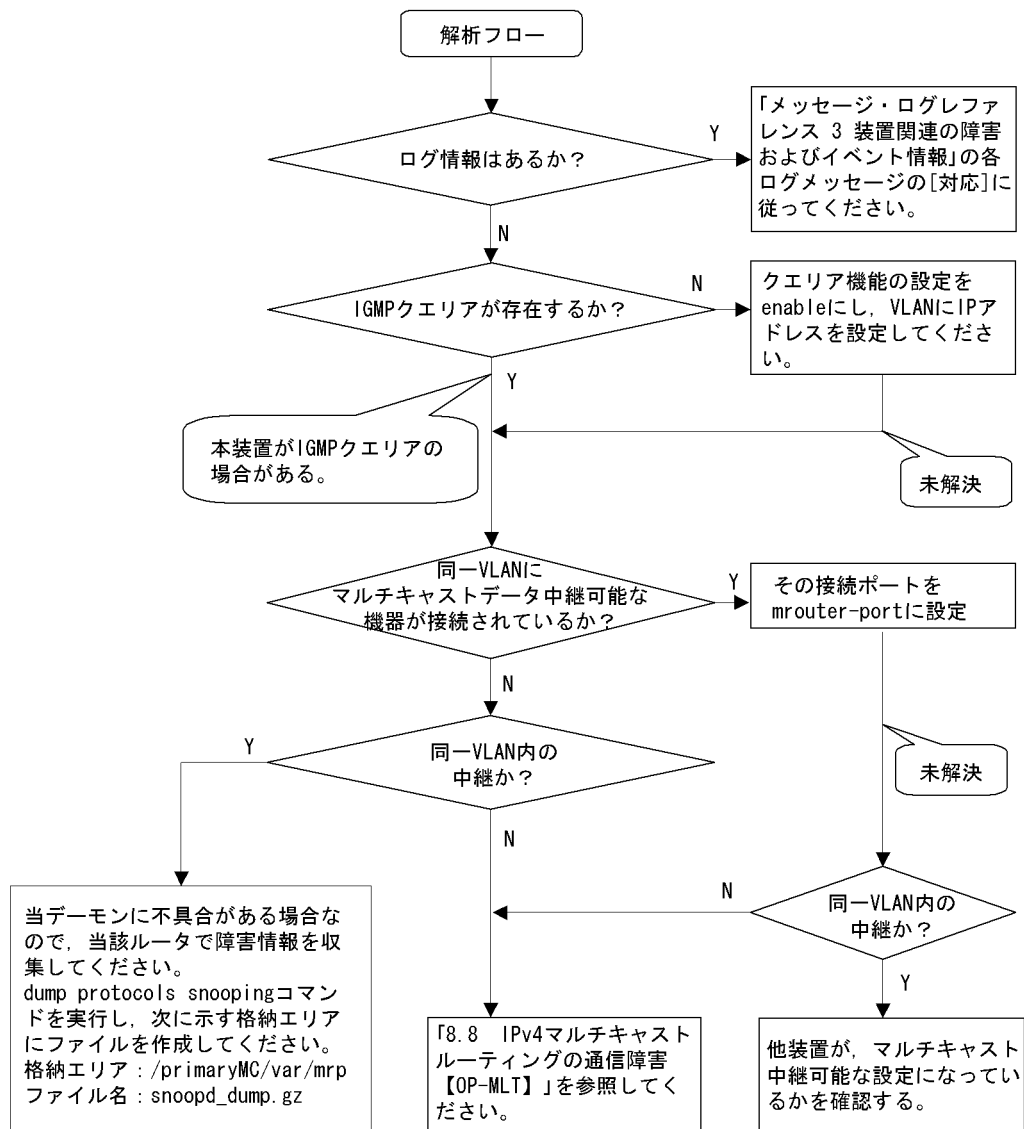 解析フロー
ログ情報はあるか？
Y
「メッセージ・ログレファ
レンス 3 装置関連の障害
およびイベント情報」の各
ログメッセージの[対応]に
従ってください。
N
IGMPクエリアが存在するか？
N
クエリア機能の設定を
enableにし，VLANにIPア
ドレスを設定してくださ
い。
Y
本装置がIGMPクエリアの
場合がある。
未解決
同一VLANに
マルチキャストデータ中継可能な
機器が接続されているか？
Y
その接続ポートを
mrouter-portに設定
N
同一VLAN内の
中継か？
Y
未解決
N
同一VLAN内の
中継か？
N
Y
当デーモンに不具合がある場合な
ので，当該ルータで障害情報を収
集してください。
dump protocols snoopingコマン
ドを実行し，次に示す格納エリア
にファイルを作成してください。
格納エリア：/primaryMC/var/mrp
ファイル名：snoopd_dump.gz
「8.8 IPv4マルチキャスト
ルーティングの通信障害
【OP-MLT】」を参照してく
ださい。
他装置が，マルチキャスト
中継可能な設定になってい
るかを確認する。